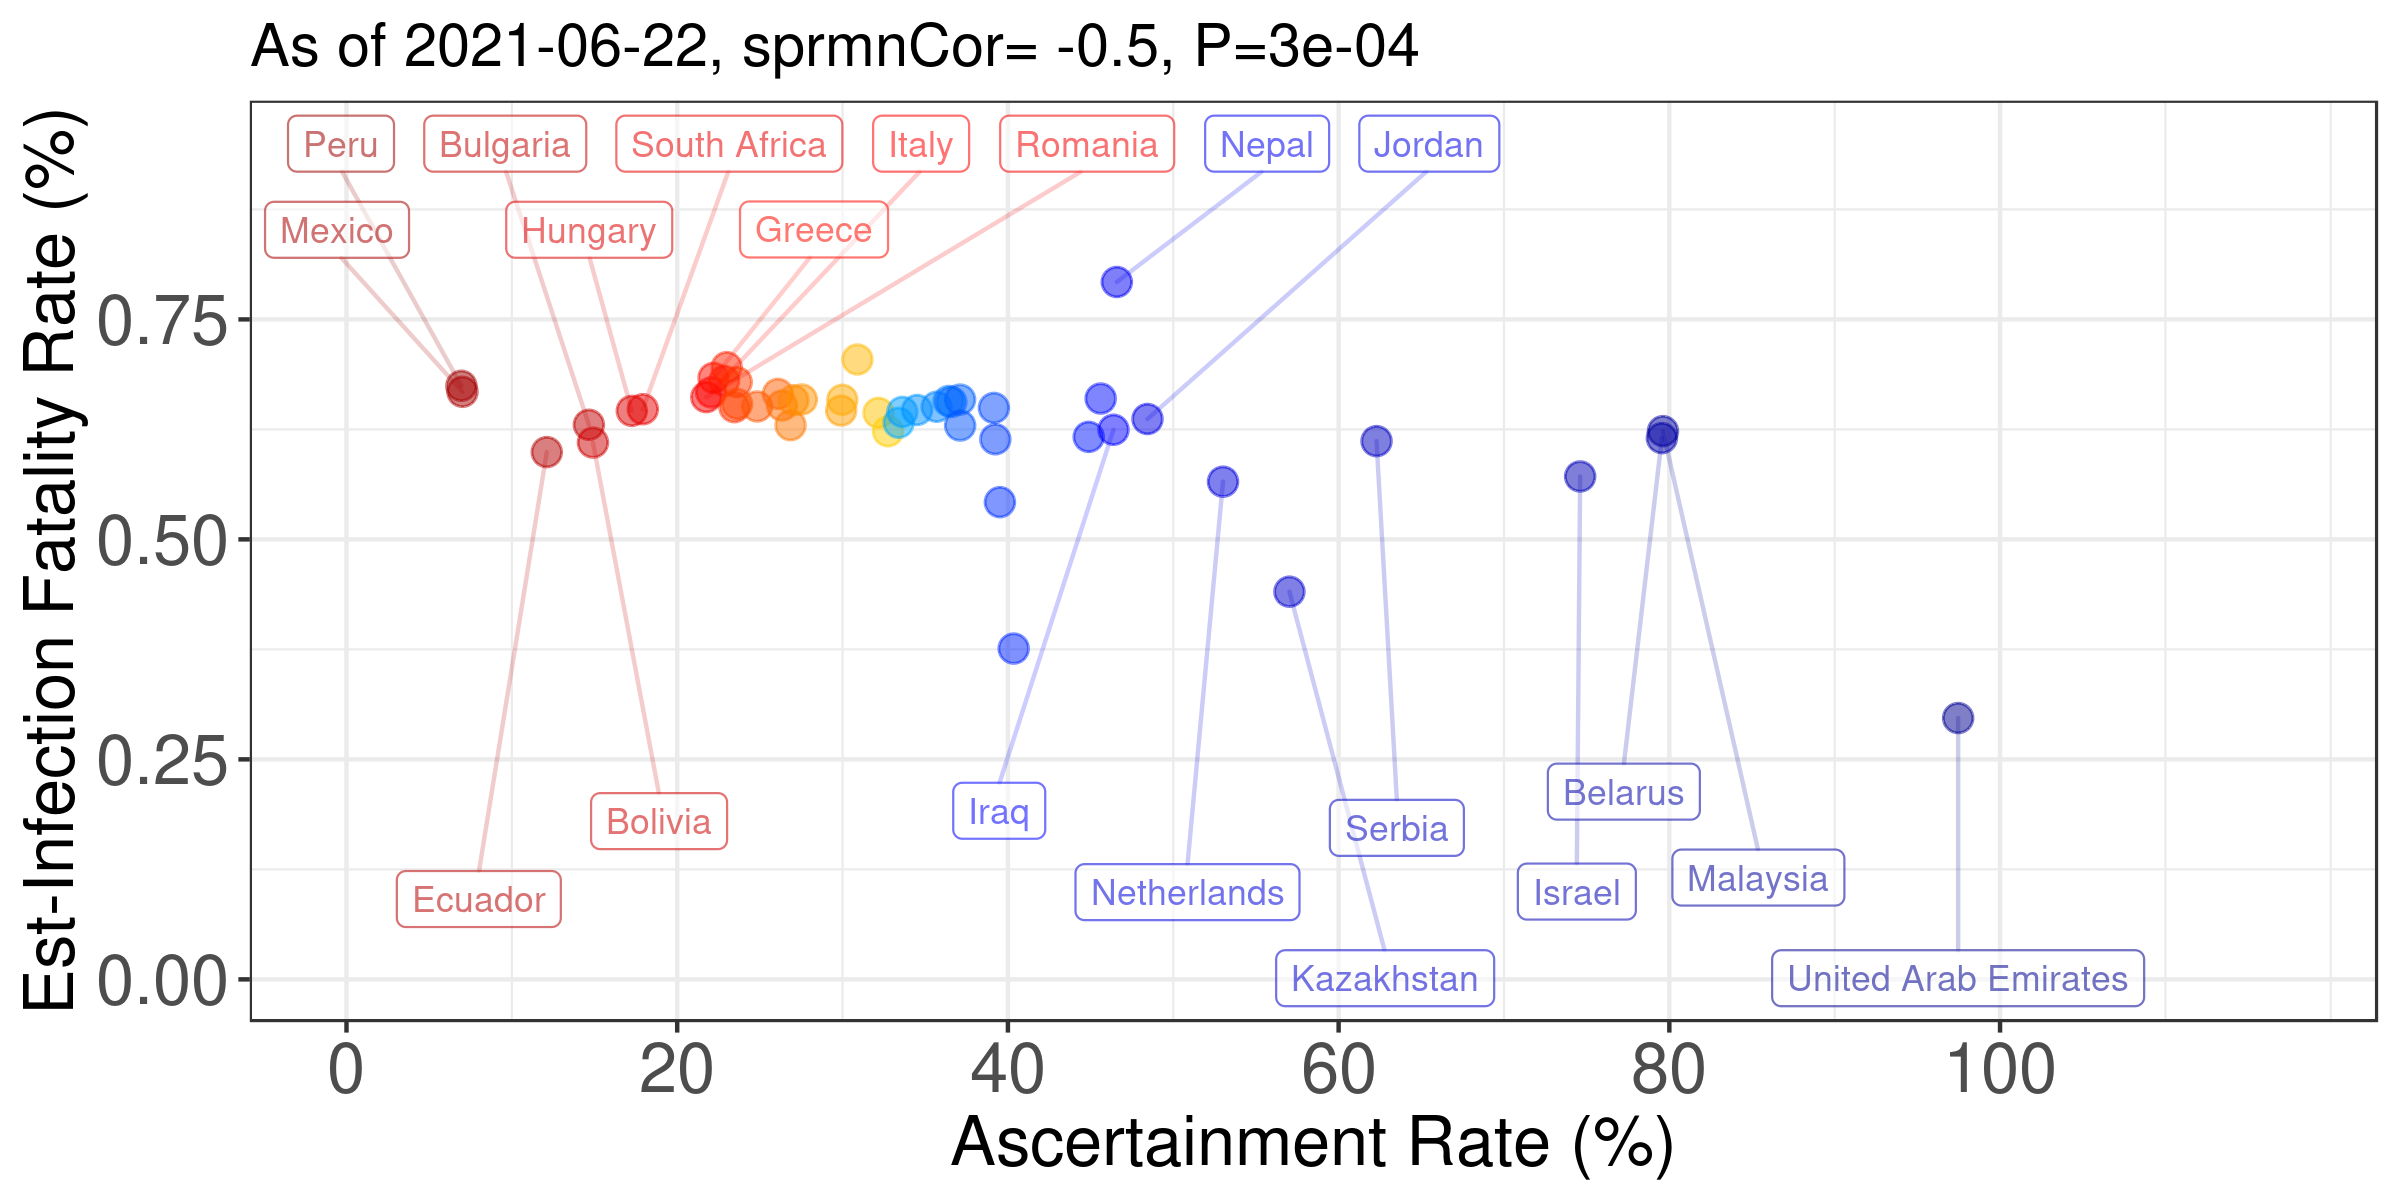 As of 2021-06-22, sprmnCor= -0.5, P=3e-04
Est-Infection Fatality Rate (%)
Peru
Bulgaria
South Africa
Italy
Romania
Nepal
Jordan
Mexico
Hungary
Greece
0.75
0.50
0.25
0.00
Belarus
Iraq
Bolivia
Serbia
Malaysia
Netherlands
Israel
Ecuador
Kazakhstan
United Arab Emirates
0
20
40
60
80
100
Ascertainment Rate (%)